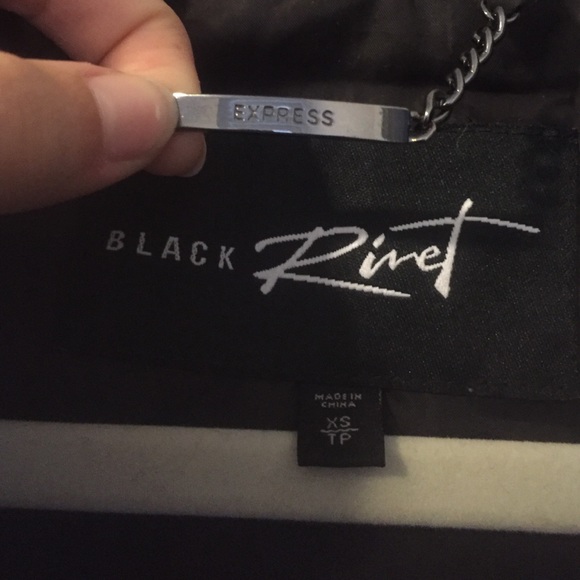 EXPRESS
BLACK Rivet
MADE IN
CHINA
XS
TP